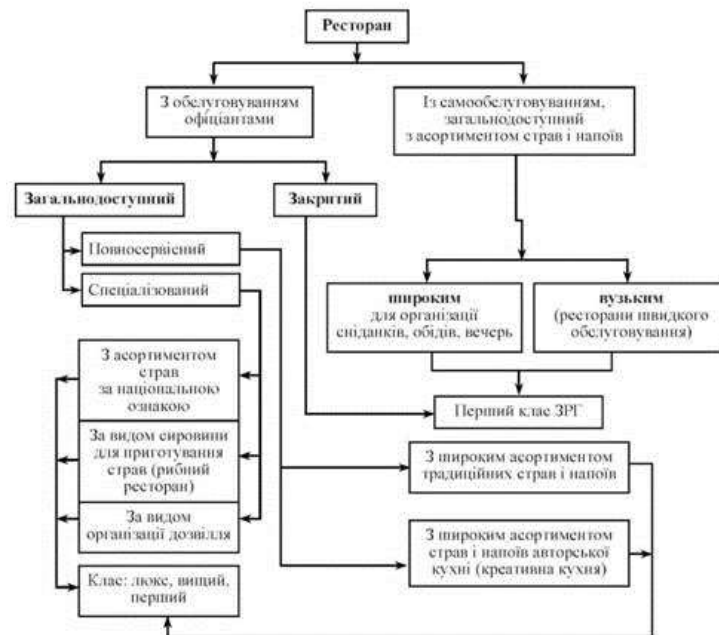 Ресторан
З обслуговуванням
офіціантами
Із самообслуговуванням,
загальнодоступний
з асортиментом страв і напоїв
Загальнодоступний
Закритий
Повносервісний
Спеціалізований
широким
для організації
сніданків, обідів, вечерь
вузьким
(ресторани швидкого
обслуговування)
З асортиментом
страв
за національною
ознакою
Перший клас ЗРГ
За видом сировини
для приготування
страв (рибний
ресторан)
З широким асортиментом
традиційних страв і напоїв
За видом
організації дозвілля
З широким асортиментом
страв і напоїв авторської
кухні (креативна кухня)
Клас: люкс, вищий,
перший